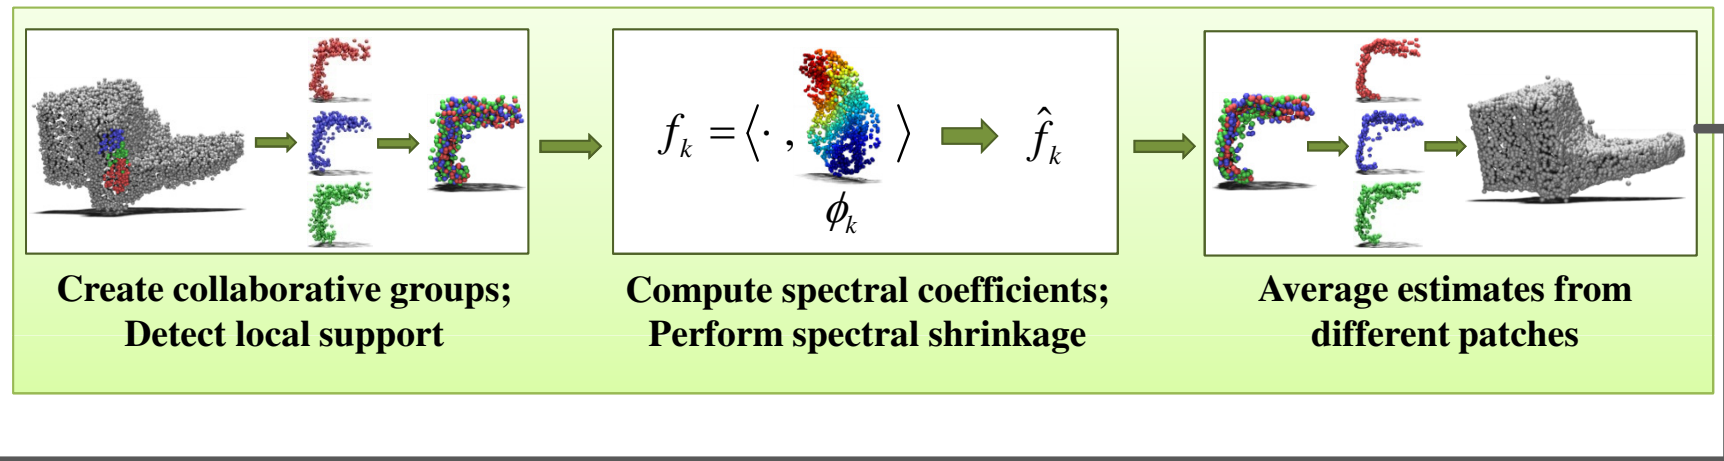 f_k = ⟨· , ⟩ f̂_k
ϕ_k
Create collaborative groups;
Detect local support
Compute spectral coefficients;
Perform spectral shrinkage
Average estimates from
different patches